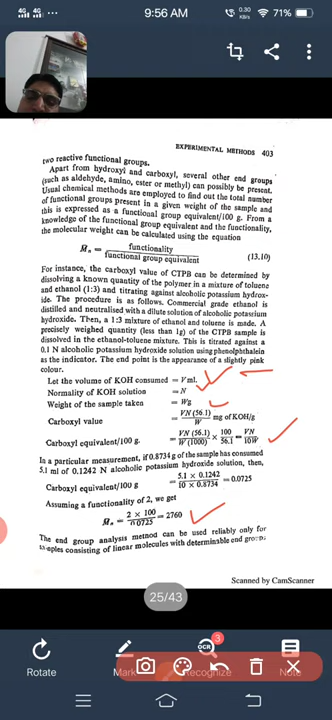 4G 4G 9:56 AM 0.30 KB/S 71%
EXPERIMENTAL METHODS 403
two reactive functional groups.
Apart from hydroxyl and carboxyl, several other end groups
(such as aldehyde, amino, ester or methyl) can possibly be present.
Usual chemical methods are employed to find out the total number
of functional groups present in a given weight of the sample and
this is expressed as a functional group equivalent/100 g. From a
knowledge of the functional group equivalent and the functionality,
the molecular weight can be calculated using the equation
M̄n = functionality / functional group equivalent (13.10)
For instance, the carboxyl value of CTPB can be determined by
dissolving a known quantity of the polymer in a mixture of toluene
and ethanol (1:3) and titrating against alcoholic potassium hydrox-
ide. The procedure is as follows. Commercial grade ethanol is
distilled and neutralised with a dilute solution of alcoholic potassium
hydroxide. Then, a 1:3 mixture of ethanol and toluene is made. A
precisely weighed quantity (less than 1g) of the CTPB sample is
dissolved in the ethanol-toluene mixture. This is titrated against a
0.1 N alcoholic potassium hydroxide solution using phenolphthalein
as the indicator. The end point is the appearance of a slightly pink
colour.
Let the volume of KOH consumed = V ml.
Normality of KOH solution = N
Weight of the sample taken = Wg
Carboxyl value = VN (56.1) / W mg of KOH/g
Carboxyl equivalent/100 g. = VN (56.1) / W (1000) × 100 / 56.1 = VN / 10W
In a particular measurement, if 0.8734 g of the sample has consumed
5.1 ml of 0.1242 N alcoholic potassium hydroxide solution, then,
Carboxyl equivalent/100 g = 5.1 × 0.1242 / 10 × 0.8734 = 0.0725
Assuming a functionality of 2, we get
M̄n = 2 × 100 / 0.0725 = 2760
The end group analysis method can be used reliably only for
samples consisting of linear molecules with determinable end groups
Scanned by CamScanner
25/43
3
OCR
Rotate Mark Recognize Note